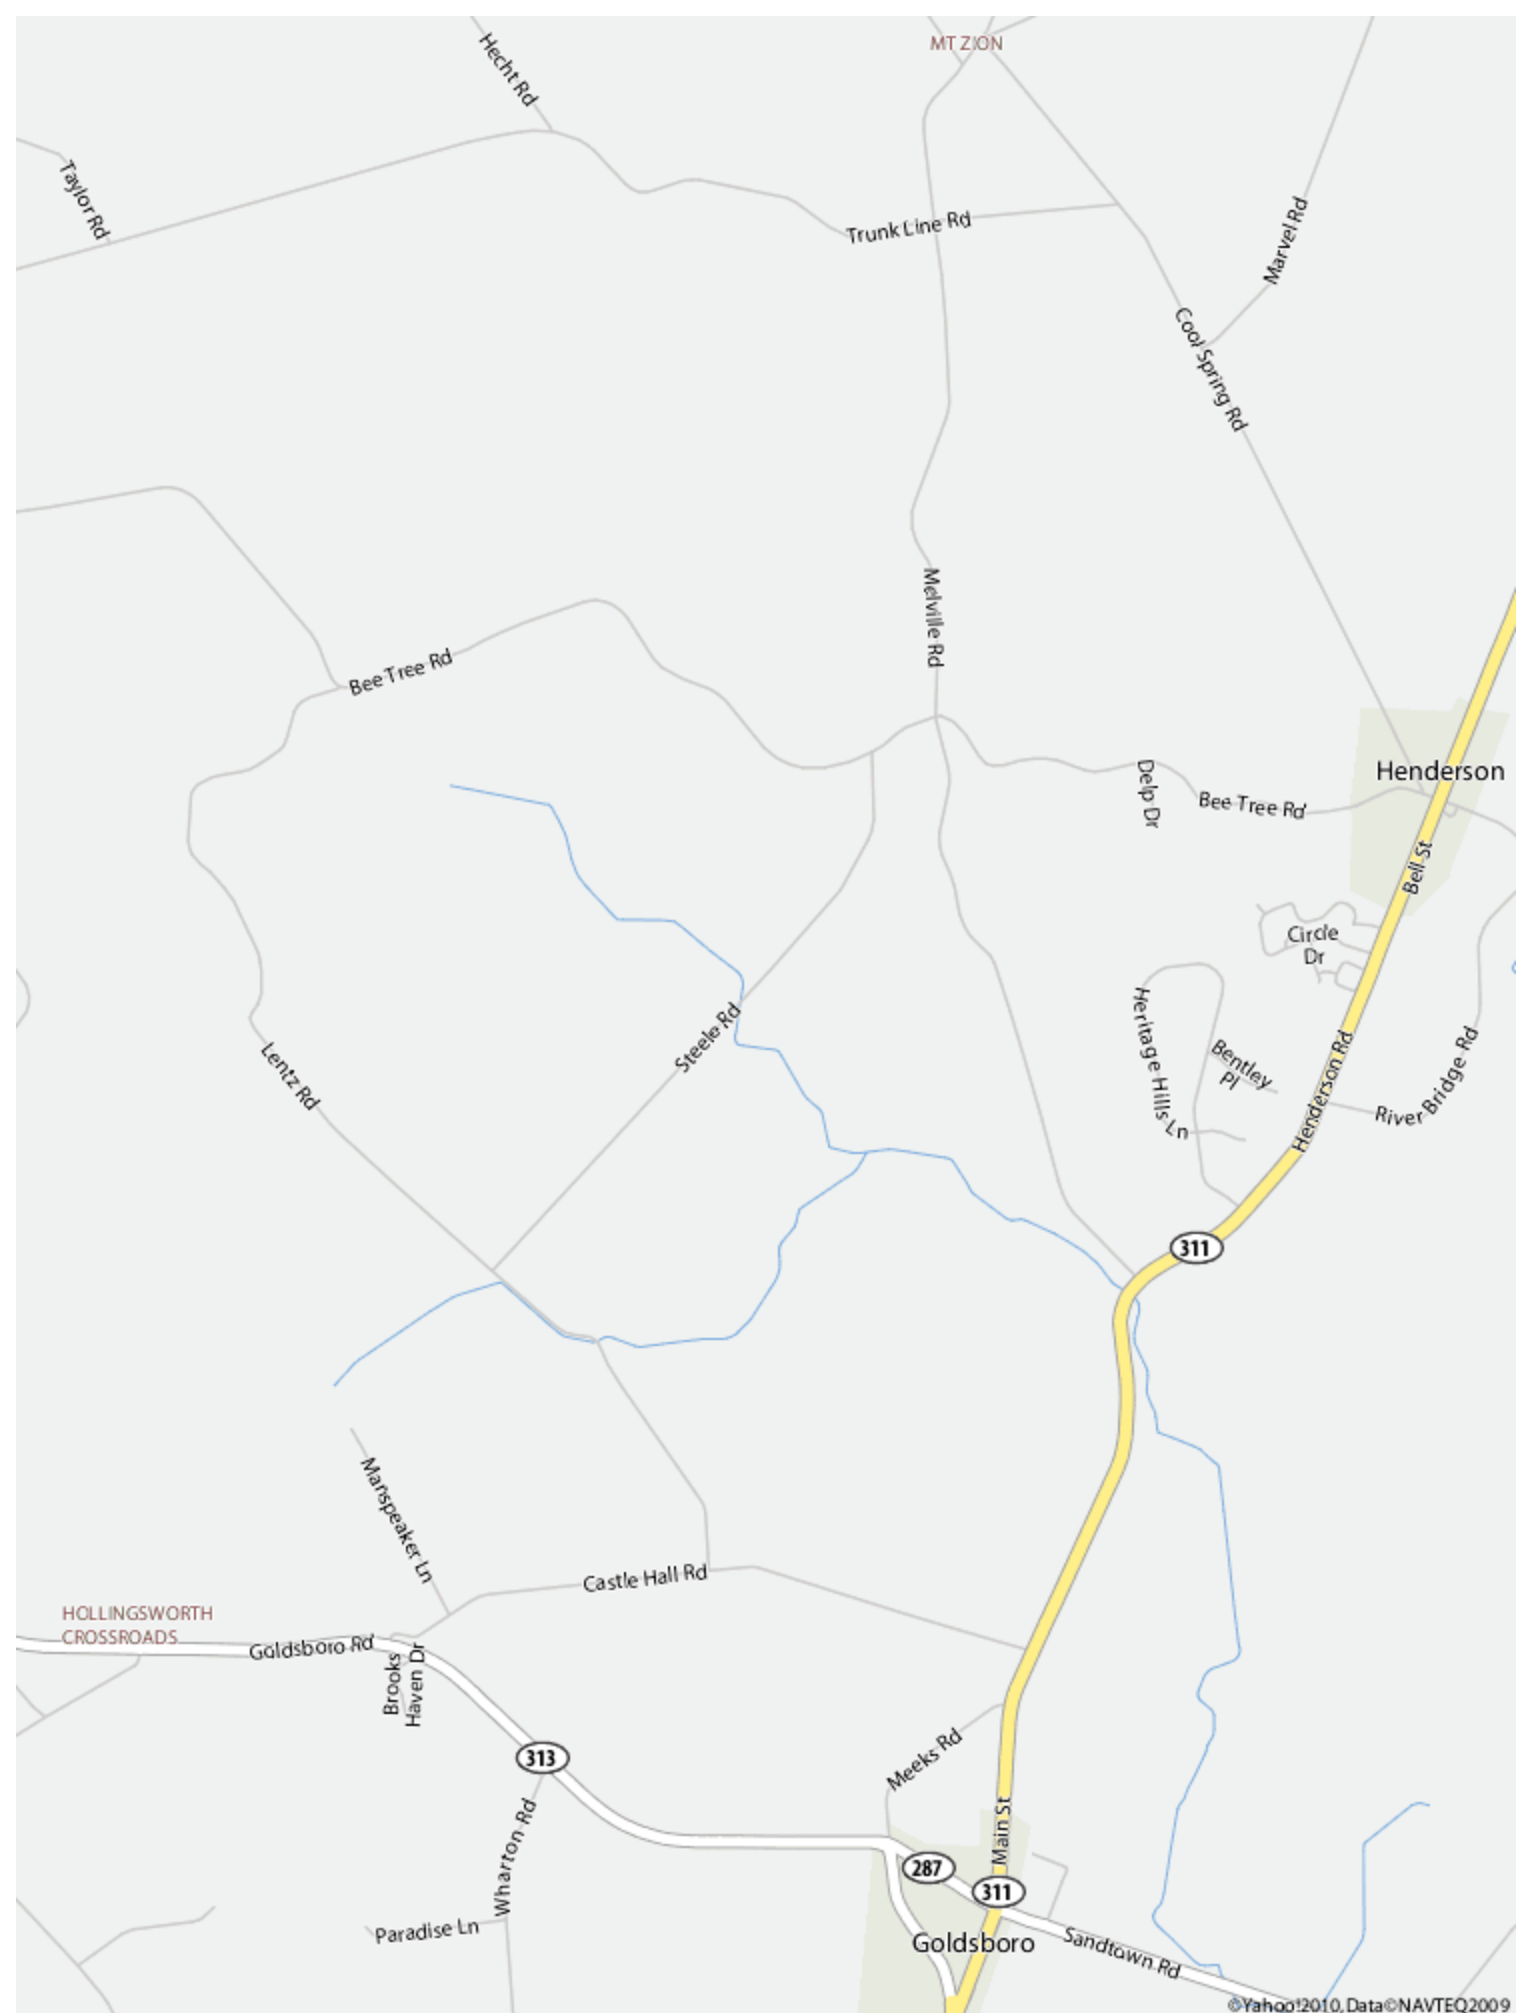 Hecht Rd
MT ZION
Taylor Rd
Trunk Line Rd
Marvel Rd
Cool Spring Rd
Melville Rd
Bee Tree Rd
Henderson
Delp Dr
Bee Tree Rd
Bell St
Circle
Dr
Heritage Hills Ln
Steele Rd
Lentz Rd
Bentley
Pl
Henderson Rd
River Bridge Rd
311
Manspeaker Ln
Castle Hall Rd
HOLLINGSWORTH
CROSSROADS
Goldsboro Rd
Brooks
Haven Dr
313
Meeks Rd
Main St
Wharton Rd
287
311
Paradise Ln
Goldsboro
Sandtown Rd
©Yahoo!2010, Data©NAVTEQ2009